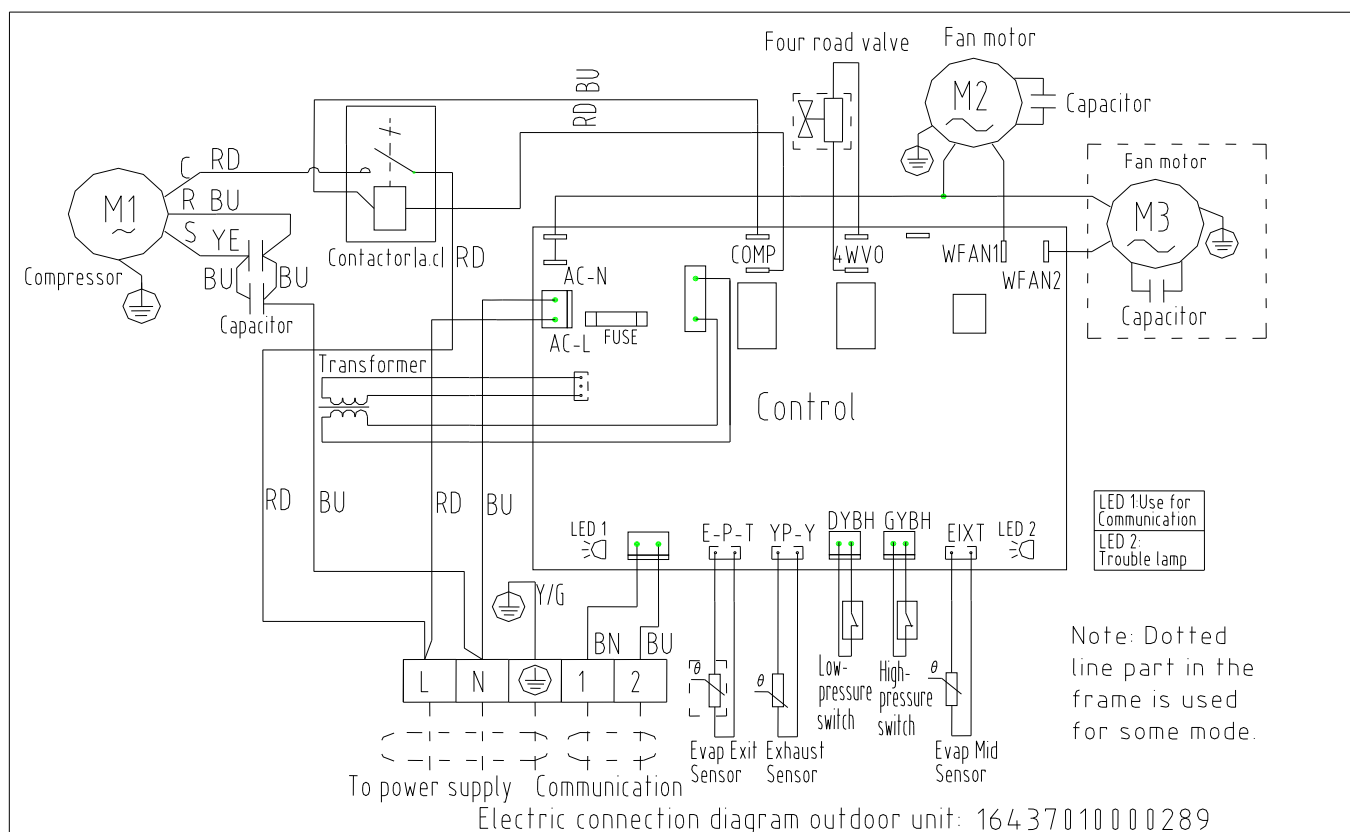 Four road valve
Fan motor
M2
Capacitor
BU
RD
C RD
R BU
S YE
M1
BU BU
Compressor
Capacitor
Contactor(a.c)
RD
Fan motor
M3
Capacitor
COMP
4WVO
WFAN1
WFAN2
AC-N
AC-L
FUSE
Transformer
Control
RD BU RD BU
LED 1
E-P-T
YP-Y
DYBH
GYBH
EIXT
LED 2
LED 1:Use for
Communication
LED 2:
Trouble lamp
Y/G
BN BU
L N 1 2
θ
θ
θ
Low-
pressure
switch
High-
pressure
switch
Evap Exit
Sensor
Exhaust
Sensor
Evap Mid
Sensor
Note: Dotted
line part in the
frame is used
for some mode.
To power supply
Communication
Electric connection diagram outdoor unit: 16437010000289